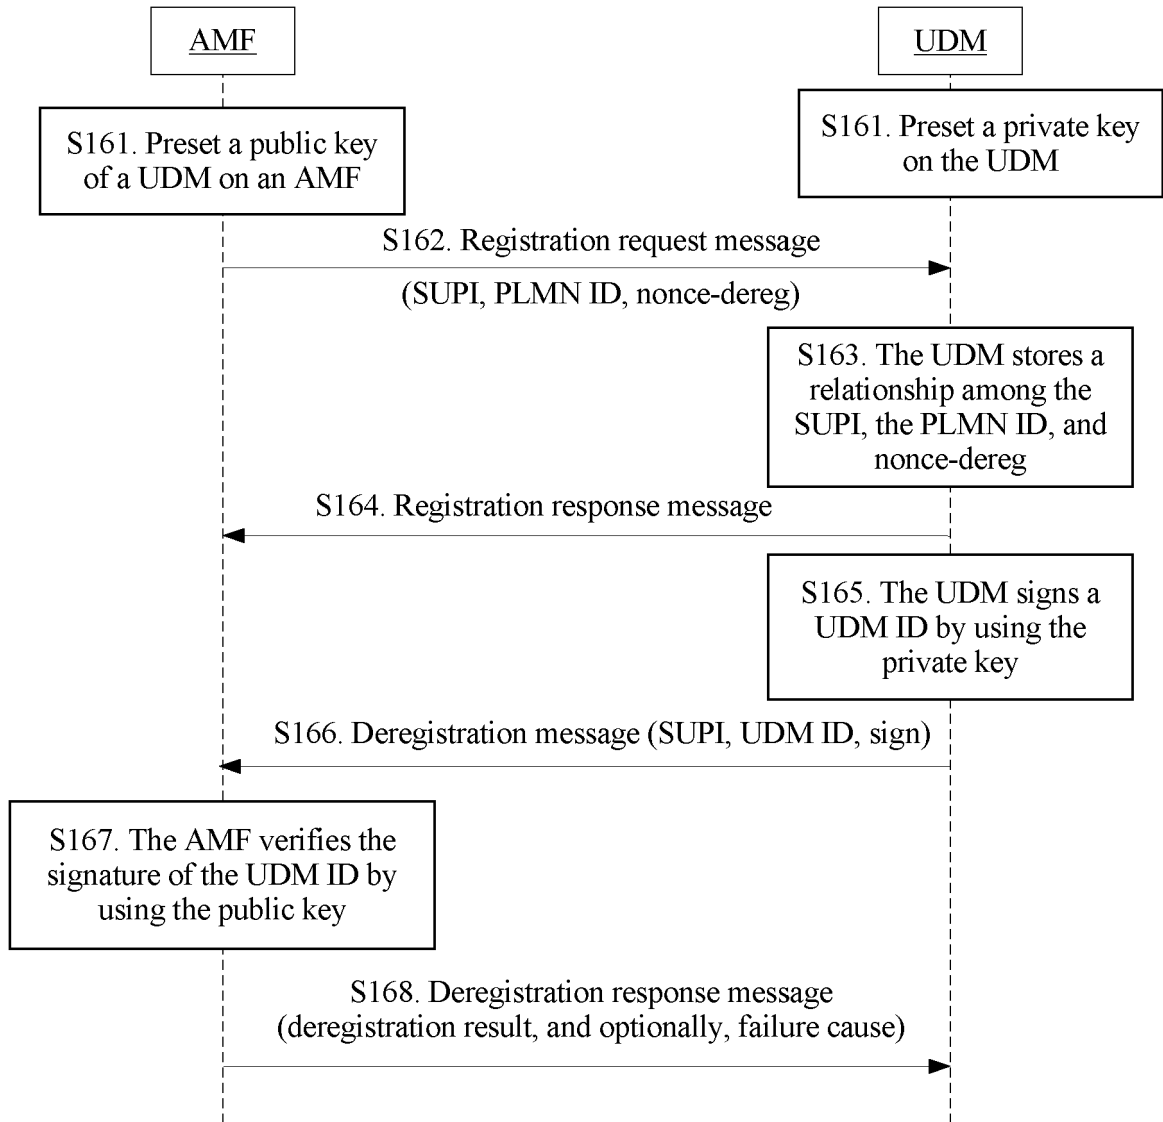 AMF
UDM
S161. Preset a public key
of a UDM on an AMF
S161. Preset a private key
on the UDM
S162. Registration request message
(SUPI, PLMN ID, nonce-dereg)
S163. The UDM stores a
relationship among the
SUPI, the PLMN ID, and
nonce-dereg
S164. Registration response message
S165. The UDM signs a
UDM ID by using the
private key
S166. Deregistration message (SUPI, UDM ID, sign)
S167. The AMF verifies the
signature of the UDM ID by
using the public key
S168. Deregistration response message
(deregistration result, and optionally, failure cause)